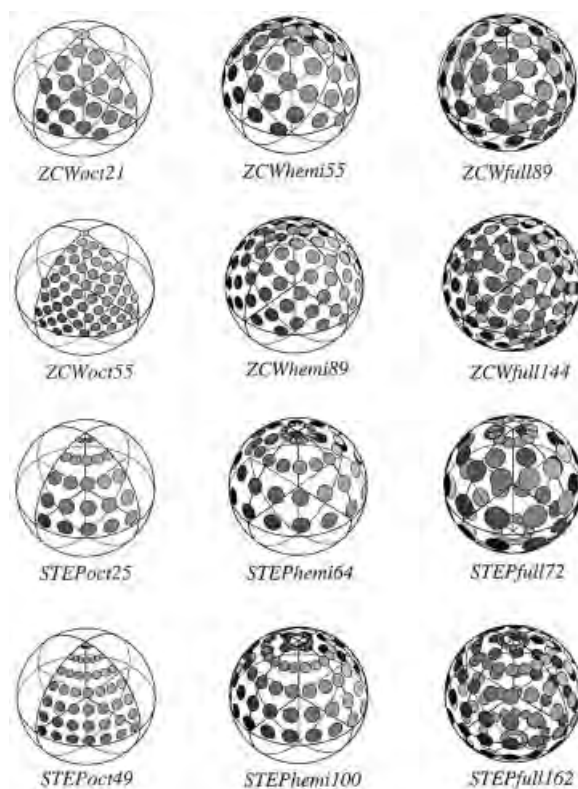 ZCWoct21 ZCWhemi55 ZCWfull89
ZCWoct55 ZCWhemi89 ZCWfull144
STEPoct25 STEPhemi64 STEPfull72
STEPoct49 STEPhemi100 STEPfull162